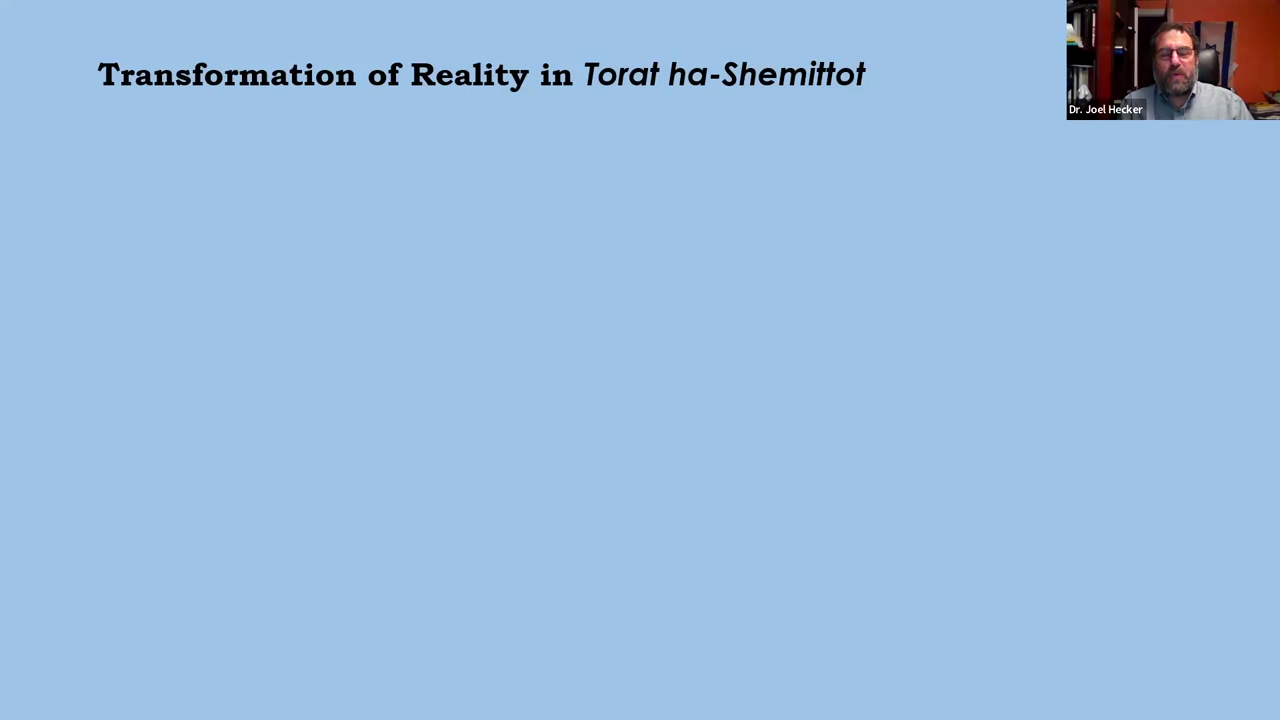 Transformation of Reality in Torat ha-Shemittot
Dr. Joel Hecker